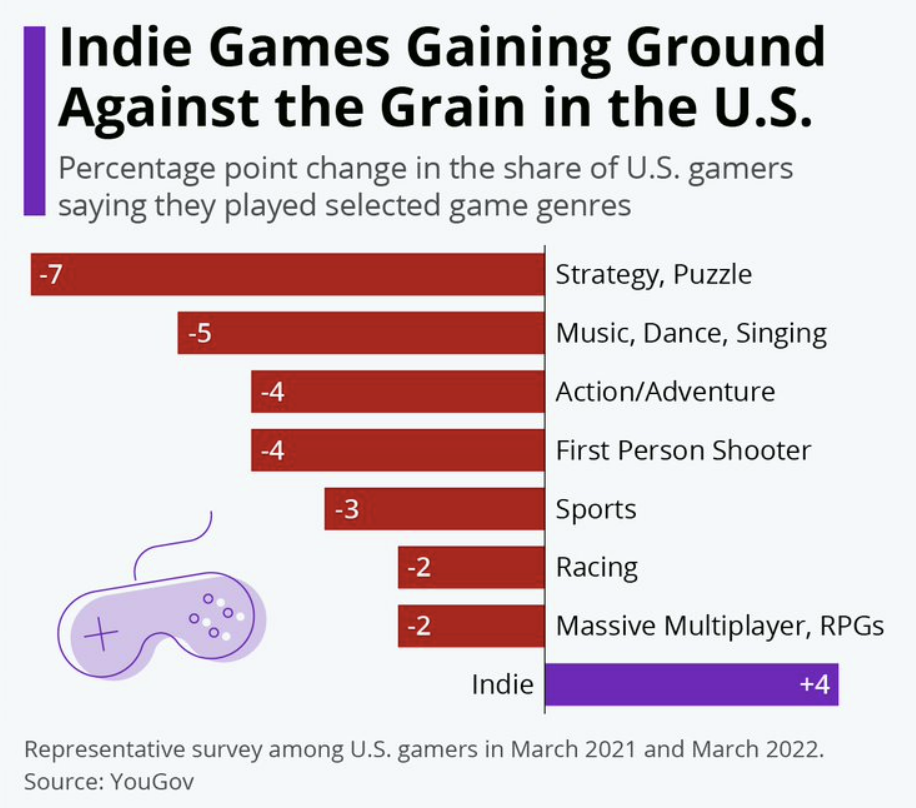 Indie Games Gaining Ground
Against the Grain in the U.S.
Percentage point change in the share of U.S. gamers
saying they played selected game genres
-7 Strategy, Puzzle
-5 Music, Dance, Singing
-4 Action/Adventure
-4 First Person Shooter
-3 Sports
-2 Racing
-2 Massive Multiplayer, RPGs
Indie +4
Representative survey among U.S. gamers in March 2021 and March 2022.
Source: YouGov